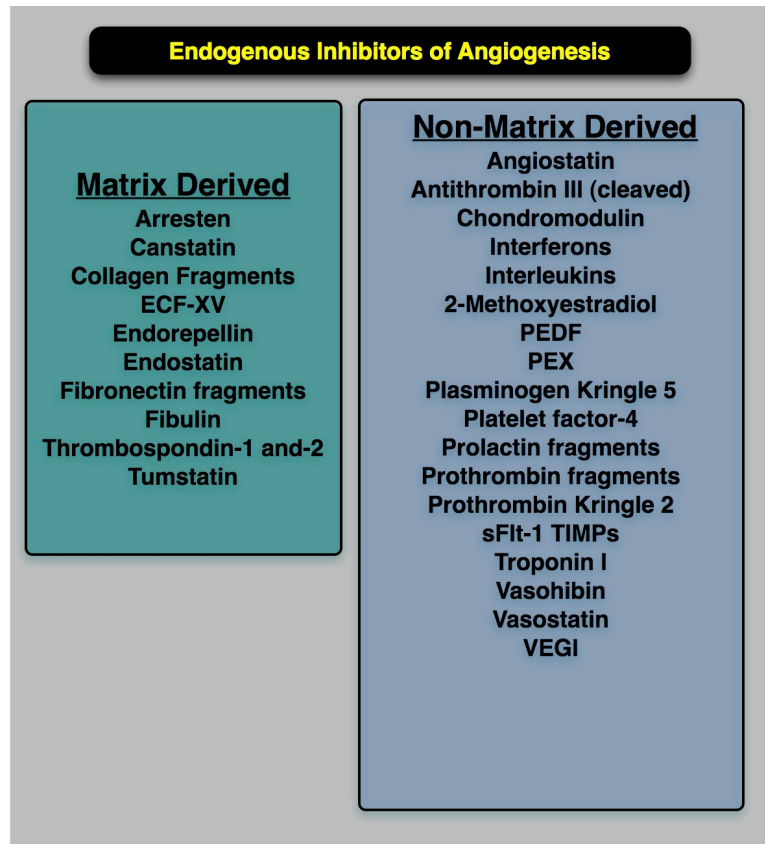 Endogenous Inhibitors of Angiogenesis
Matrix Derived
Arresten
Canstatin
Collagen Fragments
ECF-XV
Endorepellin
Endostatin
Fibronectin fragments
Fibulin
Thrombospondin-1 and-2
Tumstatin
Non-Matrix Derived
Angiostatin
Antithrombin III (cleaved)
Chondromodulin
Interferons
Interleukins
2-Methoxyestradiol
PEDF
PEX
Plasminogen Kringle 5
Platelet factor-4
Prolactin fragments
Prothrombin fragments
Prothrombin Kringle 2
sFlt-1 TIMPs
Troponin I
Vasohibin
Vasostatin
VEGI